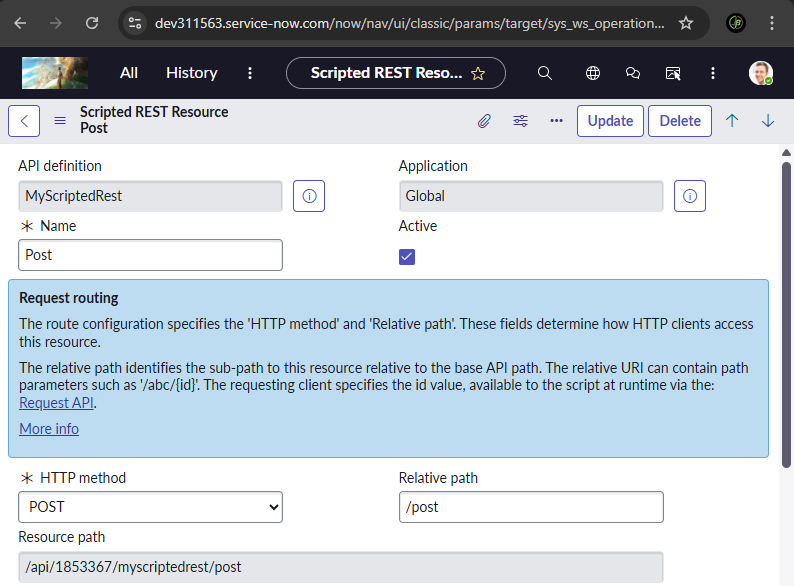 dev311563.service-now.com/now/nav/ui/classic/params/target/sys_ws_operation...
All History Scripted REST Reso...
Scripted REST Resource
Post
Update Delete
API definition Application
MyScriptedRest Global
Name Active
Post
Request routing
The route configuration specifies the 'HTTP method' and 'Relative path'. These fields determine how HTTP clients access
this resource.
The relative path identifies the sub-path to this resource relative to the base API path. The relative URI can contain path
parameters such as '/abc/{id}'. The requesting client specifies the id value, available to the script at runtime via the:
Request API.
More info
HTTP method Relative path
POST /post
Resource path
/api/1853367/myscriptedrest/post